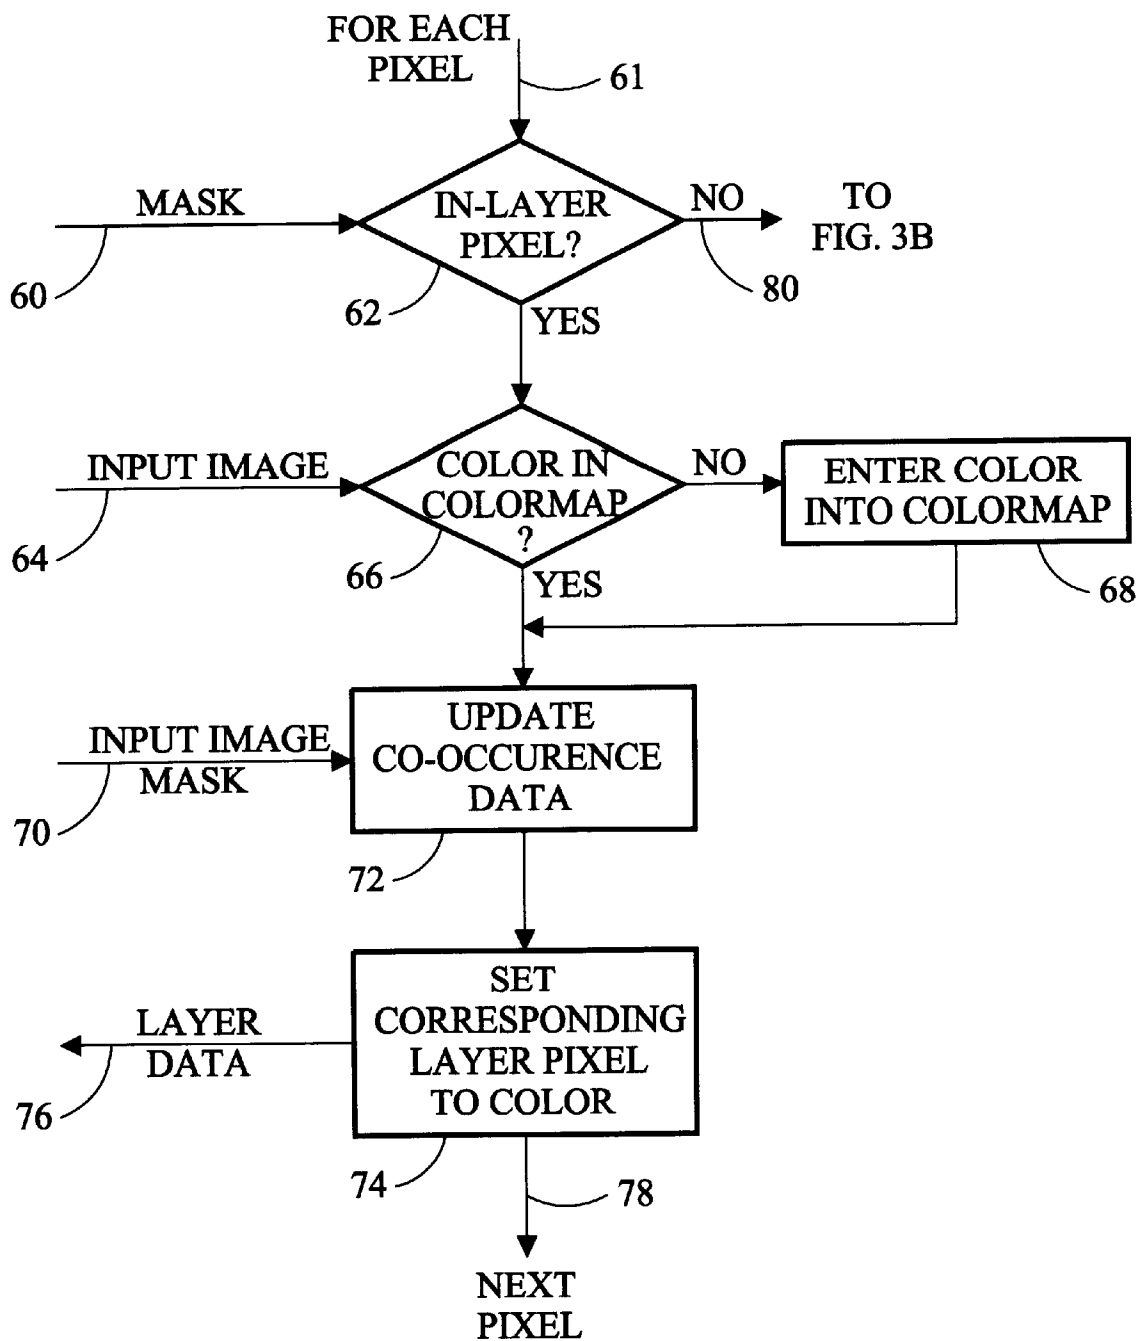 FOR EACH
PIXEL
61
MASK
IN-LAYER
PIXEL?
NO
TO
FIG. 3B
60
62
80
YES
INPUT IMAGE
COLOR IN
COLORMAP
?
NO
ENTER COLOR
INTO COLORMAP
64
66
YES
68
INPUT IMAGE
MASK
UPDATE
CO-OCCURENCE
DATA
70
72
LAYER
DATA
SET
CORRESPONDING
LAYER PIXEL
TO COLOR
76
74
78
NEXT
PIXEL